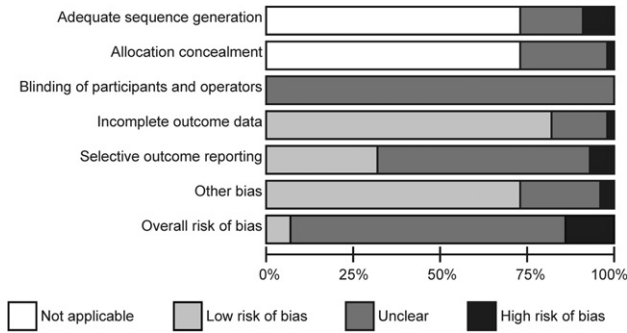 Adequate sequence generation
Allocation concealment
Blinding of participants and operators
Incomplete outcome data
Selective outcome reporting
Other bias
Overall risk of bias
0% 25% 50% 75% 100%
Not applicable Low risk of bias Unclear High risk of bias